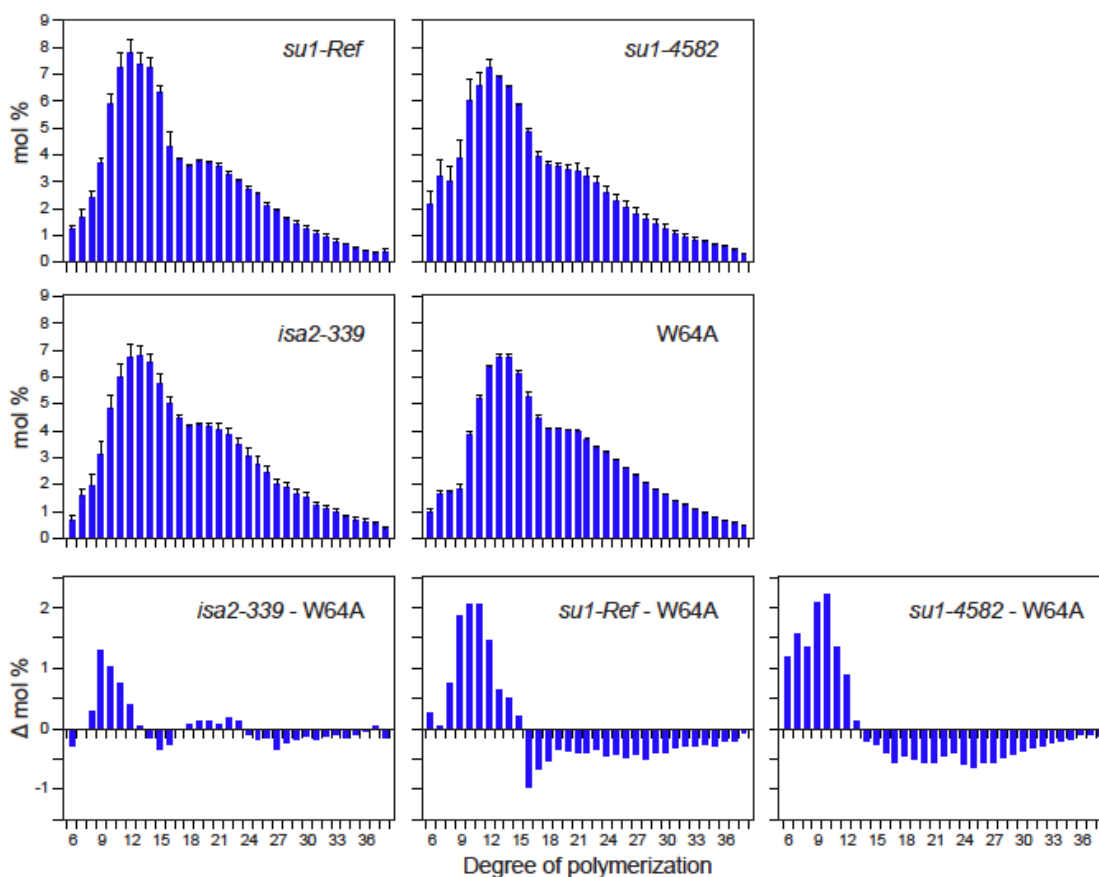 su1-Ref
su1-4582
mol %
9
8
7
6
5
4
3
2
1
0
isa2-339
W64A
mol %
9
8
7
6
5
4
3
2
1
0
isa2-339 - W64A
su1-Ref - W64A
su1-4582 - W64A
Δ mol %
2
1
0
-1
6 9 12 15 18 21 24 27 30 33 36
6 9 12 15 18 21 24 27 30 33 36
6 9 12 15 18 21 24 27 30 33 36
Degree of polymerization